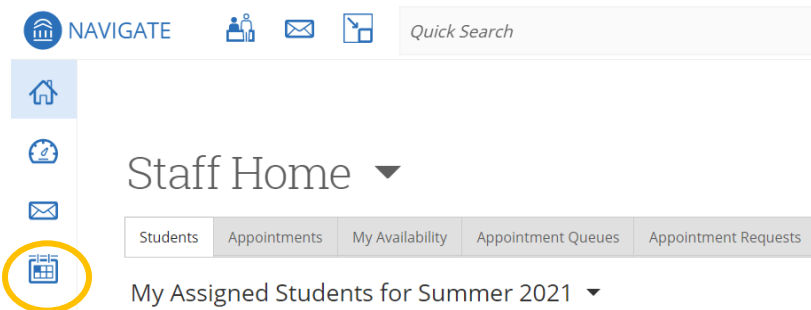 NAVIGATE Quick Search
Staff Home
Students Appointments My Availability Appointment Queues Appointment Requests
My Assigned Students for Summer 2021